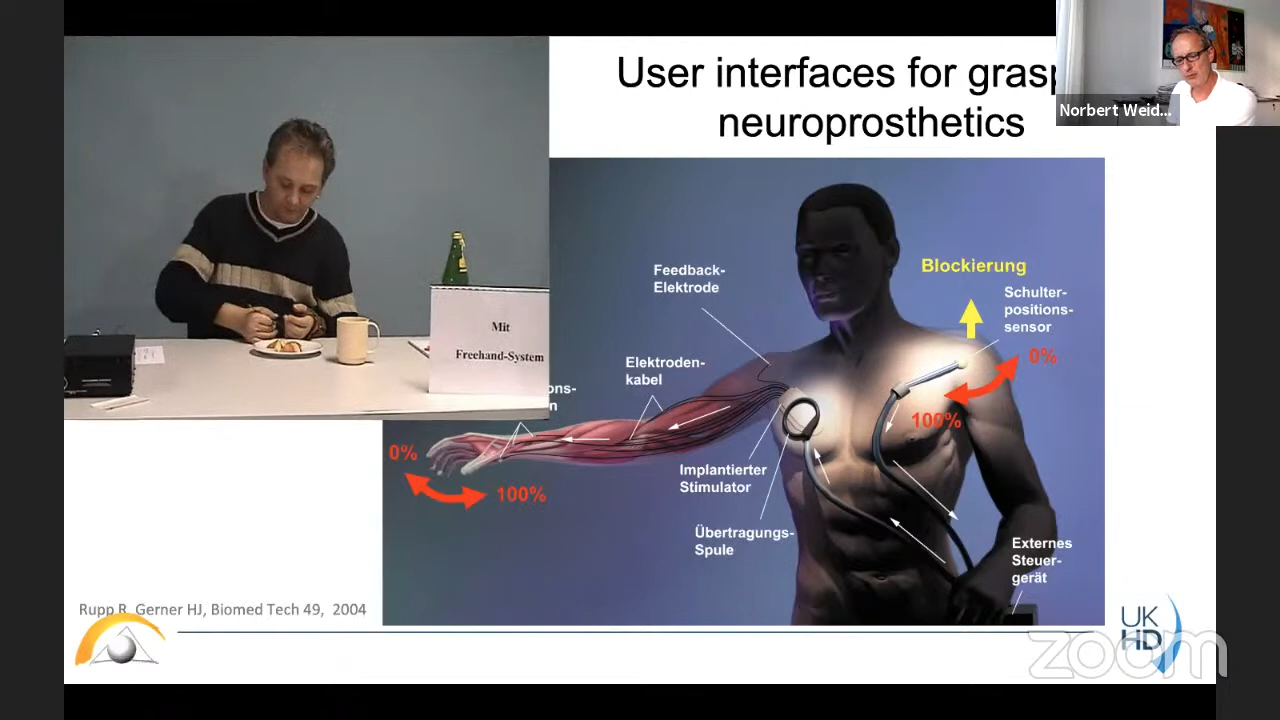 User interfaces for grasp
neuroprosthetics
Norbert Weid...
Mit
Freehand-System
Feedback-
Elektrode
Blockierung
Schulter-
positions-
sensor
0%
100%
Elektroden-
kabel
ons-
n
0%
100%
Implantierter
Stimulator
Übertragungs-
Spule
Externes
Steuer-
gerät
Rupp R, Gerner HJ, Biomed Tech 49, 2004
UK
HD
zoom